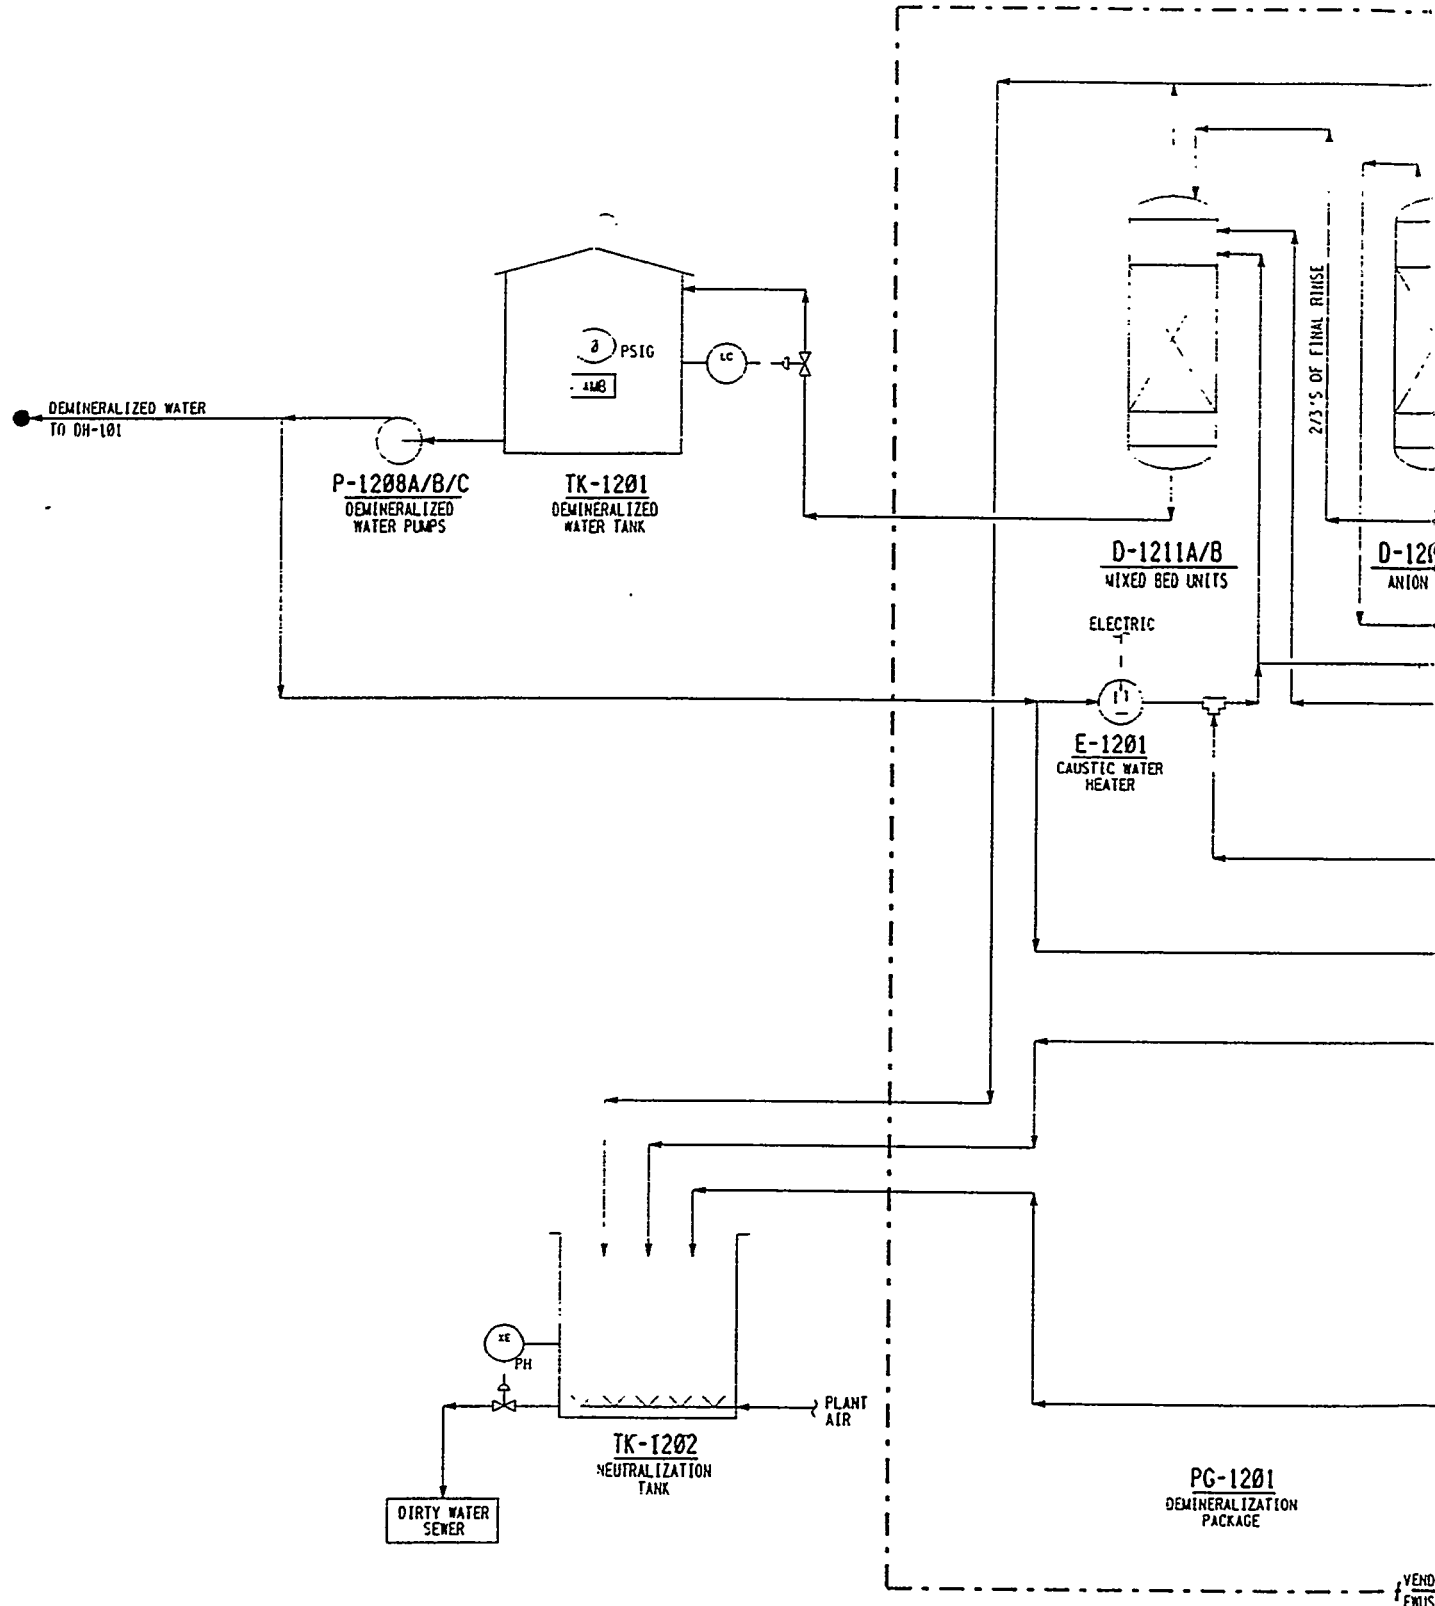 2/3'S OF FINAL RINSE
PSIG
LC
DEMINERALIZED WATER
TO DH-101
P-1208A/B/C
DEMINERALIZED
WATER PUMPS
TK-1201
DEMINERALIZED
WATER TANK
D-1211A/B
MIXED BED UNITS
ANION
ELECTRIC
E-1201
CAUSTIC WATER
HEATER
XE
PH
PLANT
AIR
TK-1202
NEUTRALIZATION
TANK
DIRTY WATER
SEWER
PG-1201
DEMINERALIZATION
PACKAGE